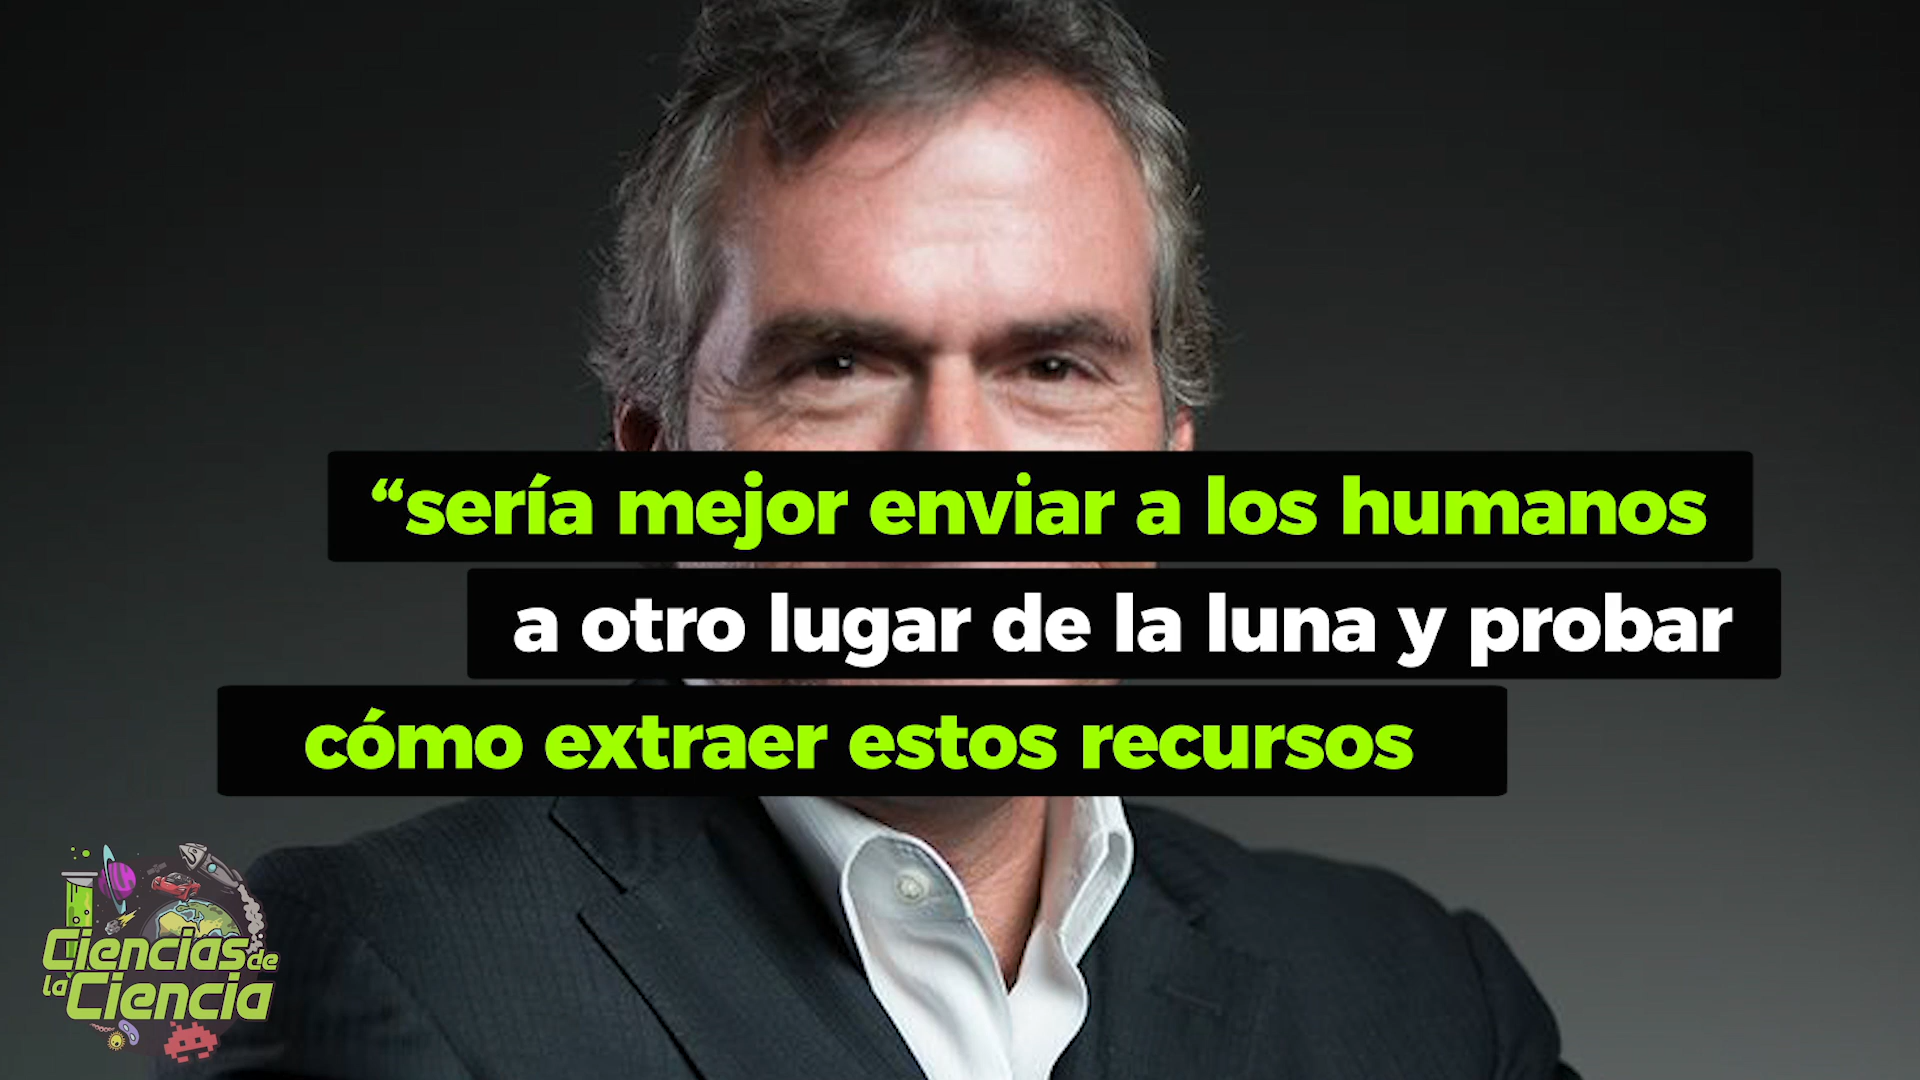 “sería mejor enviar a los humanos
a otro lugar de la luna y probar
cómo extraer estos recursos
Ciencias de
la Ciencia